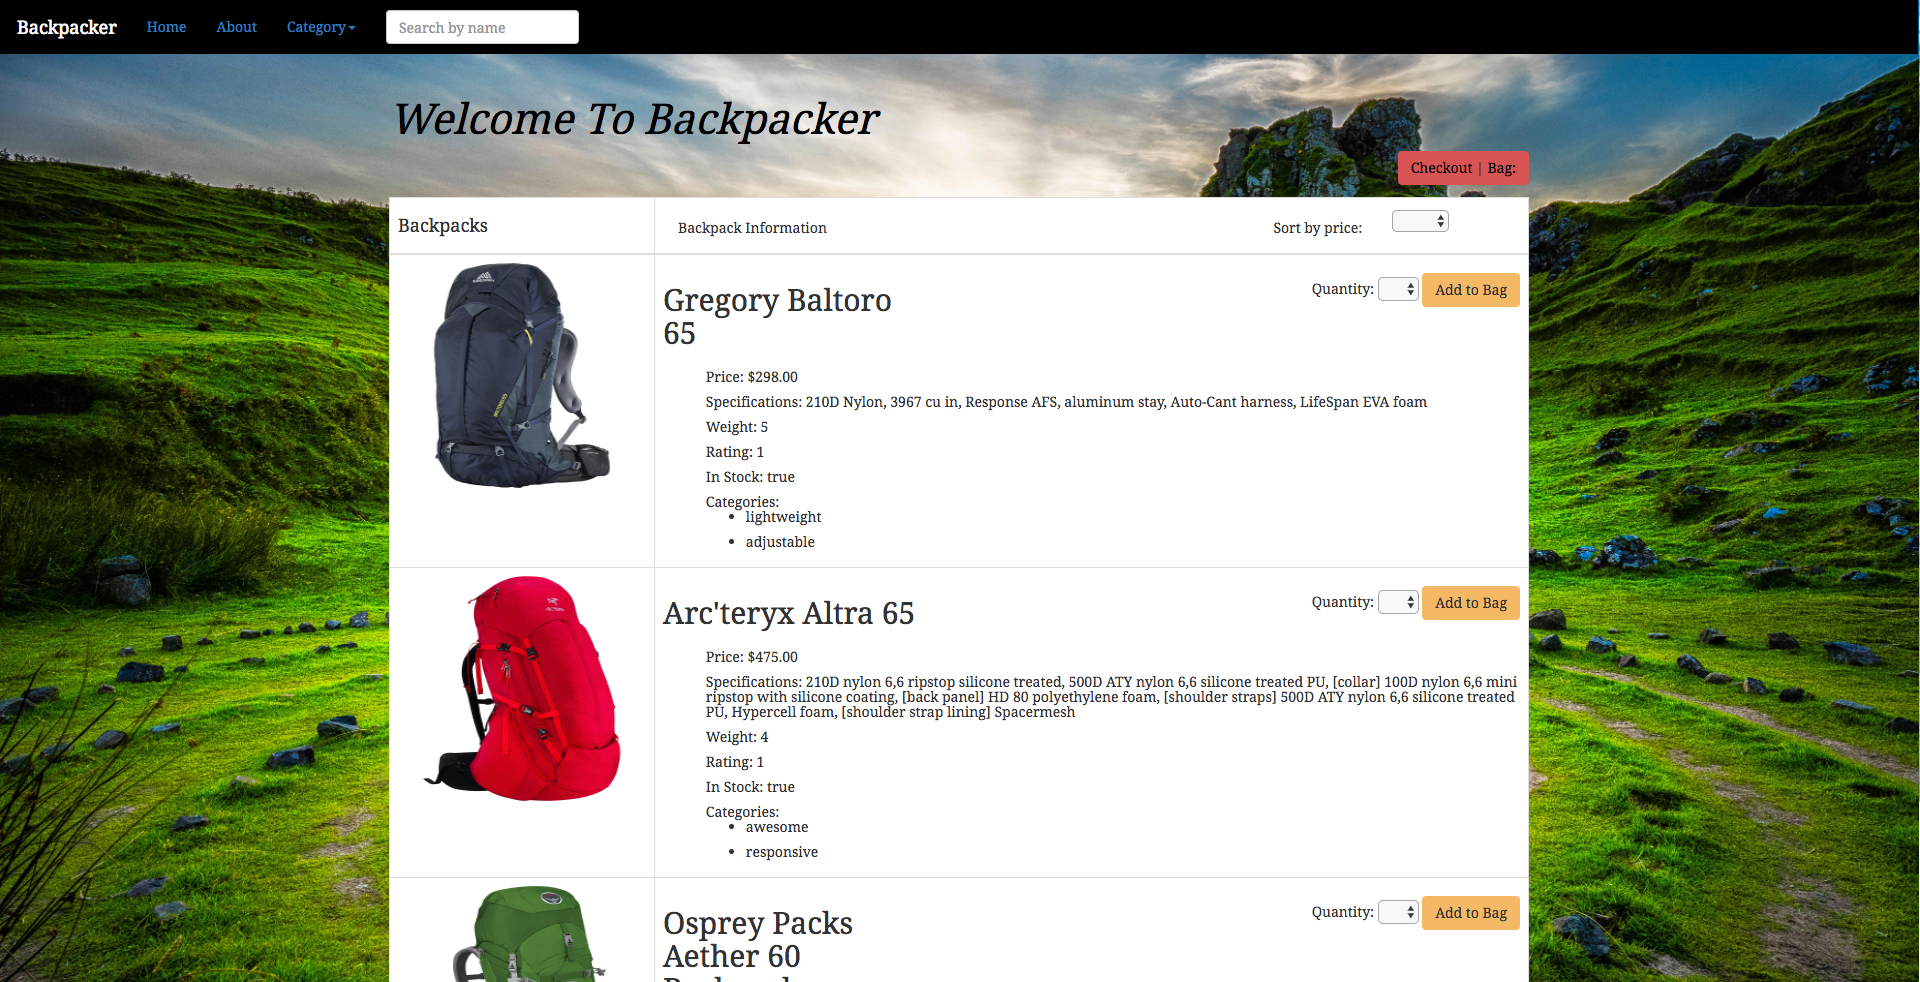 Backpacker Home About Category Search by name
Welcome To Backpacker
Checkout | Bag:
Backpacks Backpack Information Sort by price:
Gregory Baltoro
65
Quantity: Add to Bag
Price: $298.00
Specifications: 210D Nylon, 3967 cu in, Response AFS, aluminum stay, Auto-Cant harness, LifeSpan EVA foam
Weight: 5
Rating: 1
In Stock: true
Categories:
• lightweight
• adjustable
Arc'teryx Altra 65
Quantity: Add to Bag
Price: $475.00
Specifications: 210D nylon 6,6 ripstop silicone treated, 500D ATY nylon 6,6 silicone treated PU, [collar] 100D nylon 6,6 mini
ripstop with silicone coating, [back panel] HD 80 polyethylene foam, [shoulder straps] 500D ATY nylon 6,6 silicone treated
PU, Hypercell foam, [shoulder strap lining] Spacermesh
Weight: 4
Rating: 1
In Stock: true
Categories:
• awesome
• responsive
Osprey Packs
Aether 60
Quantity: Add to Bag